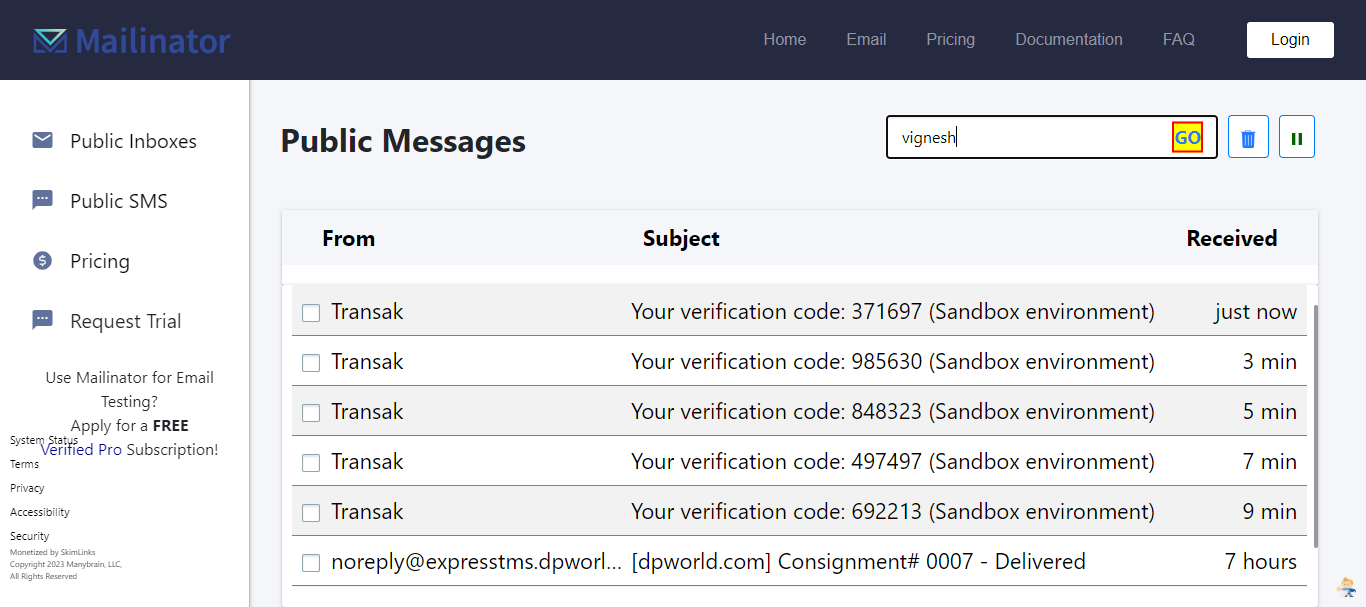 Mailinator
Home Email Pricing Documentation FAQ Login
Public Inboxes
Public SMS
Pricing
Request Trial
Use Mailinator for Email
Testing?
Apply for a FREE
Verified Pro Subscription!
System Status
Terms
Privacy
Accessibility
Security
Monetized by SkimLinks
Copyright 2023 Manybrain, LLC,
All Rights Reserved
Public Messages
vignesh GO
From Subject Received
Transak Your verification code: 371697 (Sandbox environment) just now
Transak Your verification code: 985630 (Sandbox environment) 3 min
Transak Your verification code: 848323 (Sandbox environment) 5 min
Transak Your verification code: 497497 (Sandbox environment) 7 min
Transak Your verification code: 692213 (Sandbox environment) 9 min
noreply@expresstms.dpworl... [dpworld.com] Consignment# 0007 - Delivered 7 hours